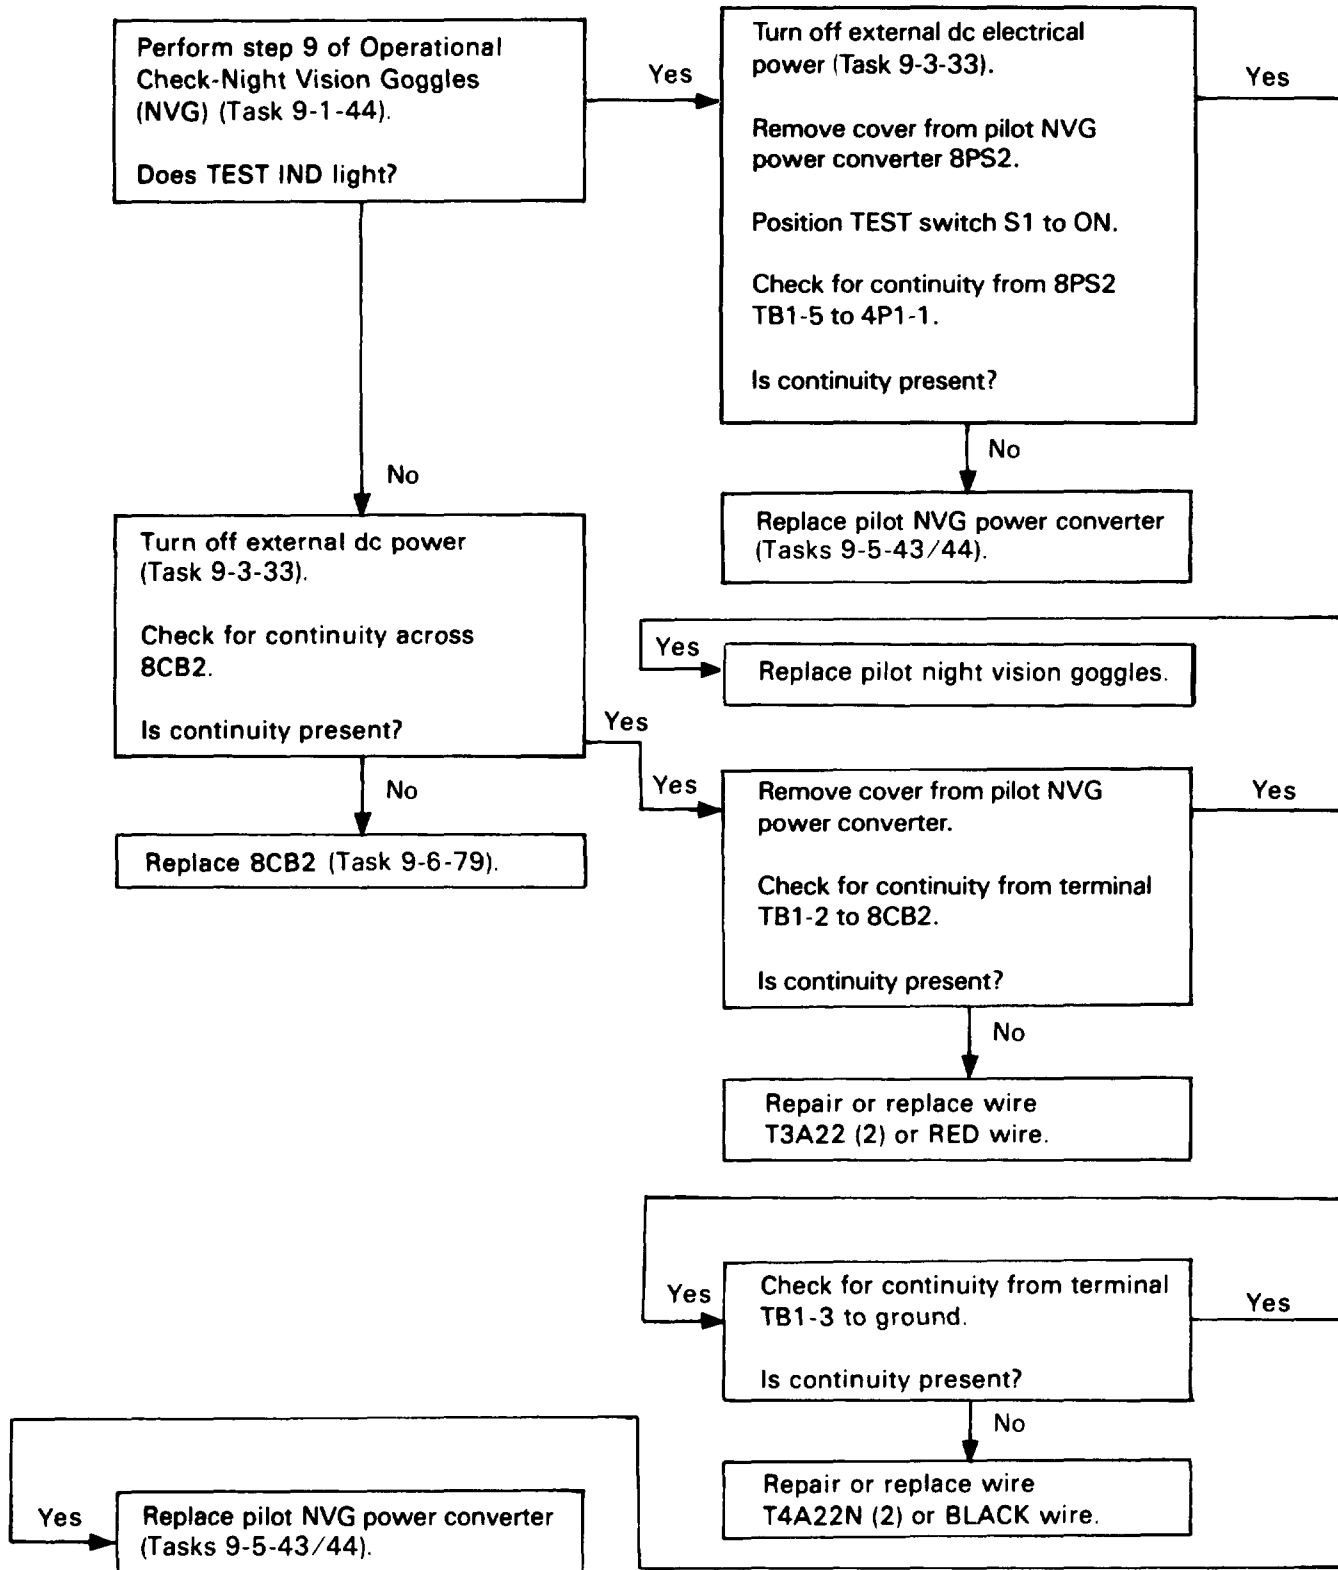 Perform step 9 of Operational
Check-Night Vision Goggles
(NVG) (Task 9-1-44).
Does TEST IND light?
Yes
Turn off external dc electrical
power (Task 9-3-33).
Remove cover from pilot NVG
power converter 8PS2.
Position TEST switch S1 to ON.
Check for continuity from 8PS2
TB1-5 to 4P1-1.
Is continuity present?
Yes
No
No
Replace pilot NVG power converter
(Tasks 9-5-43/44).
Turn off external dc power
(Task 9-3-33).
Check for continuity across
8CB2.
Is continuity present?
Yes
Replace pilot night vision goggles.
Yes
No
Replace 8CB2 (Task 9-6-79).
Yes
Remove cover from pilot NVG
power converter.
Check for continuity from terminal
TB1-2 to 8CB2.
Is continuity present?
Yes
No
Repair or replace wire
T3A22 (2) or RED wire.
Yes
Check for continuity from terminal
TB1-3 to ground.
Is continuity present?
Yes
No
Repair or replace wire
T4A22N (2) or BLACK wire.
Yes
Replace pilot NVG power converter
(Tasks 9-5-43/44).